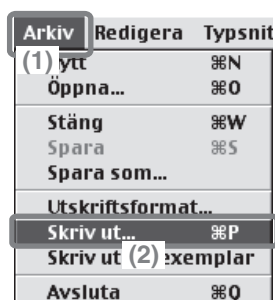 Arkiv Redigera Typsnit
(1) ytt ⌘N
Öppna... ⌘O
Stäng ⌘W
Spara ⌘S
Spara som...
Utskriftsformat...
Skriv ut... ⌘P
(2)
Skriv ut exemplar
Avsluta ⌘Q